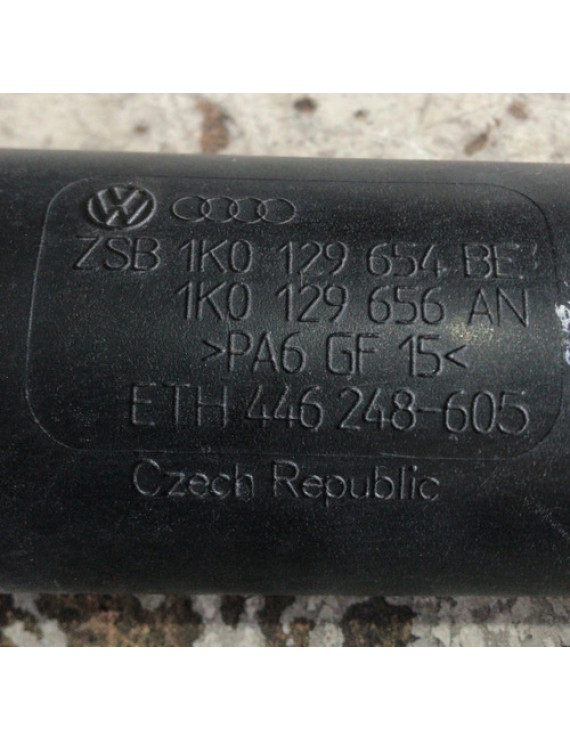 ZSB 1K0 129 654 BE
1K0 129 656 AN
>PA6 GF 15<
ETH 446 248-605
Czech Republic